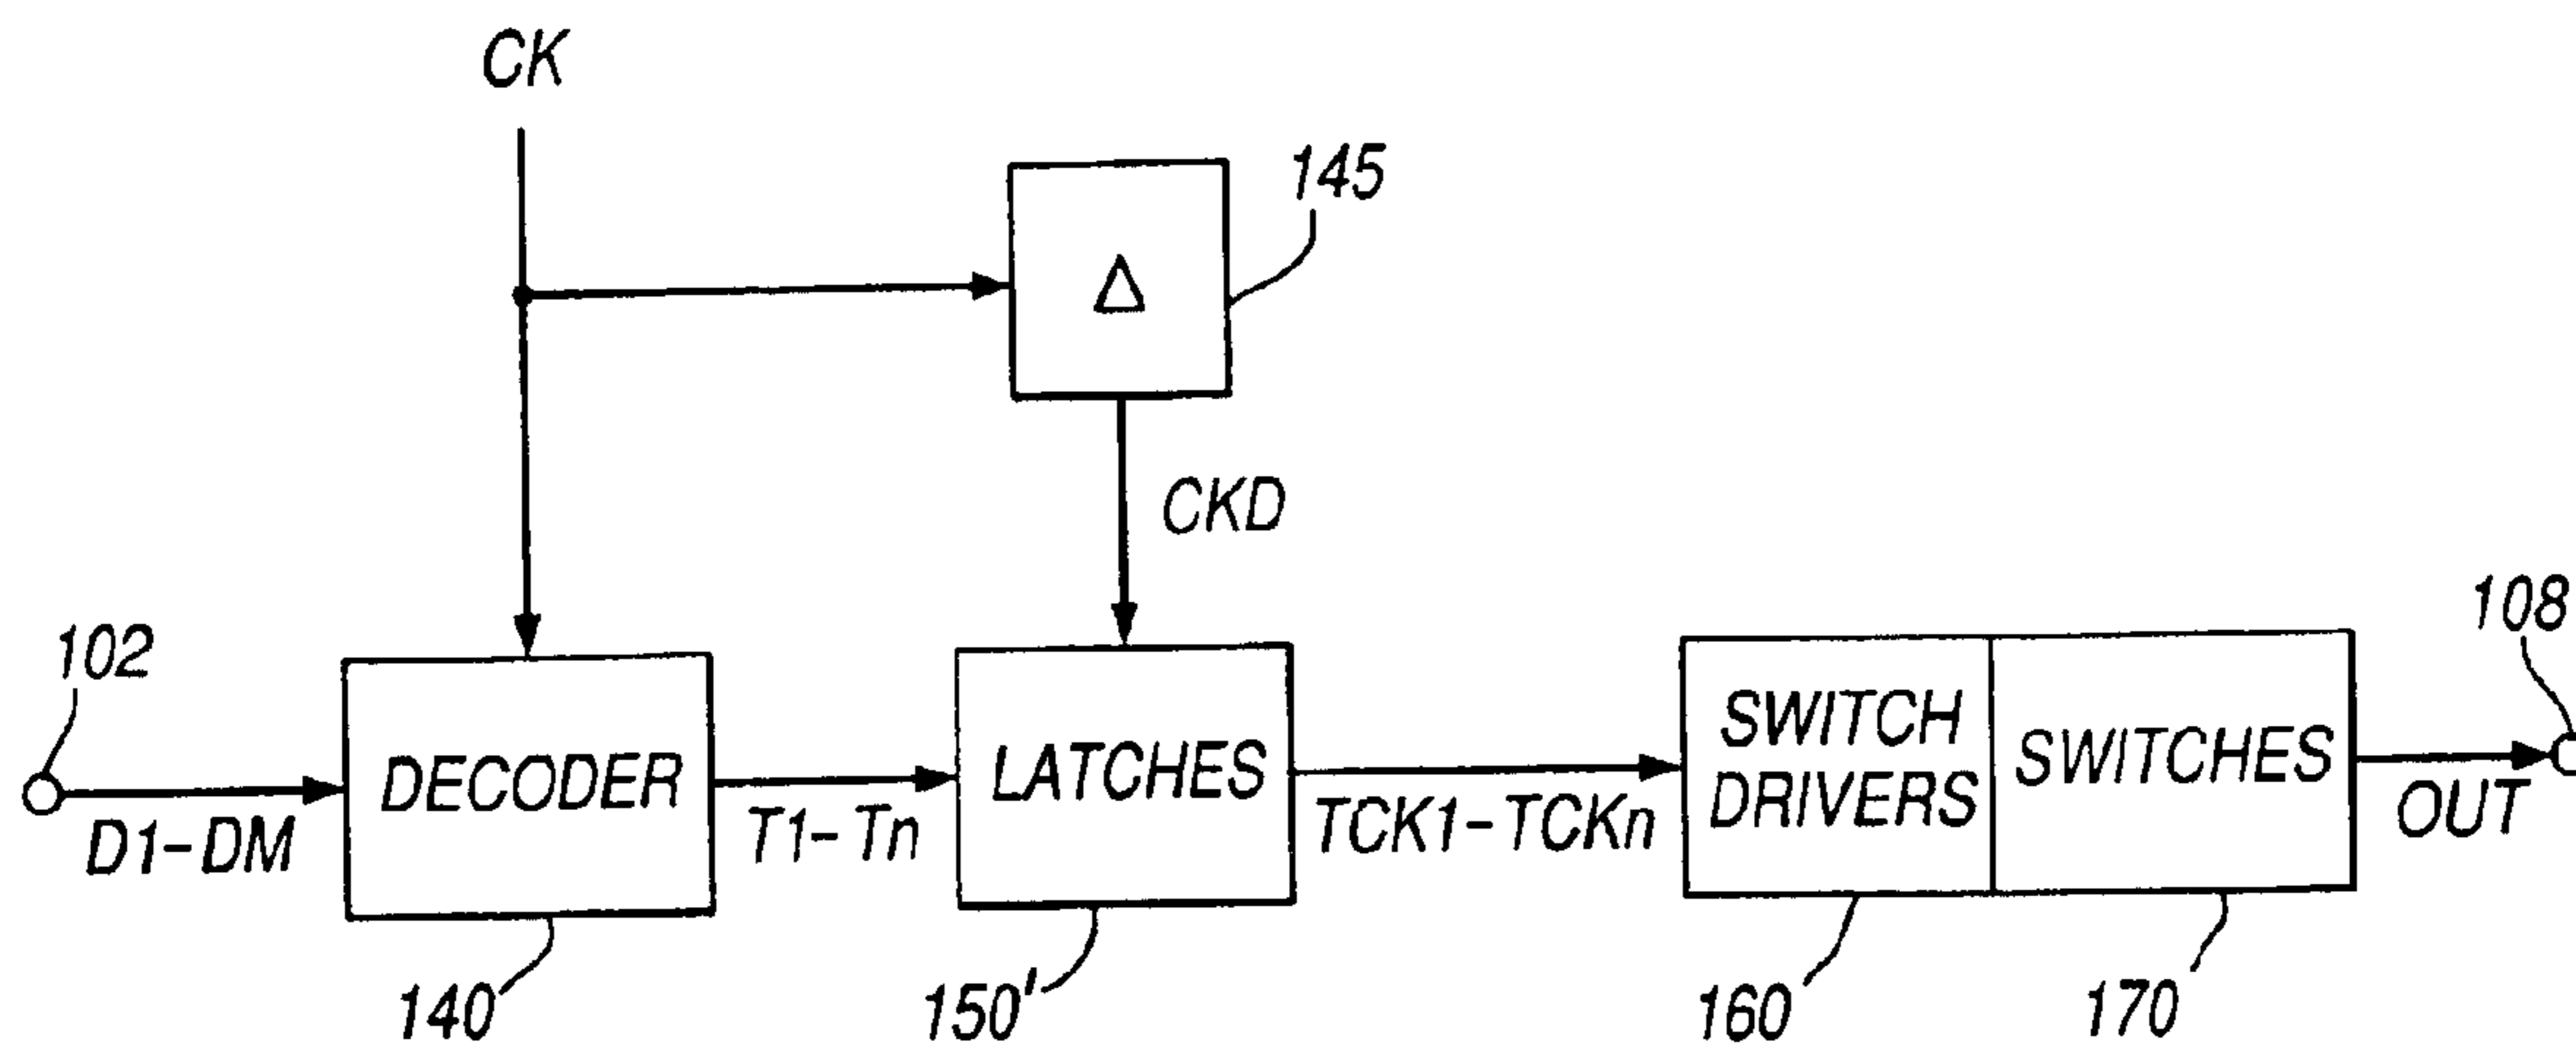 CK
145
Δ
CKD
102
108
DECODER
LATCHES
SWITCH
DRIVERS
SWITCHES
D1-DM
T1-Tn
TCK1-TCKn
OUT
140
150'
160
170